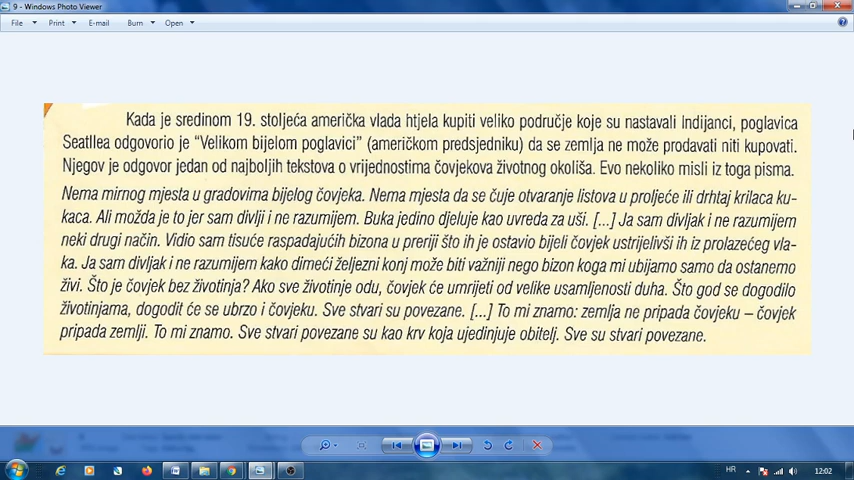 9 - Windows Photo Viewer
File Print E-mail Burn Open
Kada je sredinom 19. stoljeća američka vlada htjela kupiti veliko područje koje su nastavali Indijanci, poglavica
Seatllea odgovorio je “Velikom bijelom poglavici” (američkom predsjedniku) da se zemlja ne može prodavati niti kupovati.
Njegov je odgovor jedan od najboljih tekstova o vrijednostima čovjekova životnog okoliša. Evo nekoliko misli iz toga pisma.
Nema mirnog mjesta u gradovima bijelog čovjeka. Nema mjesta da se čuje otvaranje listova u proljeće ili drhtaj krilaca ku-
kaca. Ali možda je to jer sam divlji i ne razumijem. Buka jedino djeluje kao uvreda za uši. [...] Ja sam divljak i ne razumijem
neki drugi način. Vidio sam tisuće raspadajućih bizona u preriji što ih je ostavio bijeli čovjek ustrijelivši ih iz prolazećeg vla-
ka. Ja sam divljak i ne razumijem kako dimeći željezni konj može biti važniji nego bizon koga mi ubijamo samo da ostanemo
živi. Što je čovjek bez životinja? Ako sve životinje odu, čovjek će umrijeti od velike usamljenosti duha. Što god se dogodilo
životinjama, dogodit će se ubrzo i čovjeku. Sve stvari su povezane. [...] To mi znamo: zemlja ne pripada čovjeku – čovjek
pripada zemlji. To mi znamo. Sve stvari povezane su kao krv koja ujedinjuje obitelj. Sve su stvari povezane.
HR 12:02